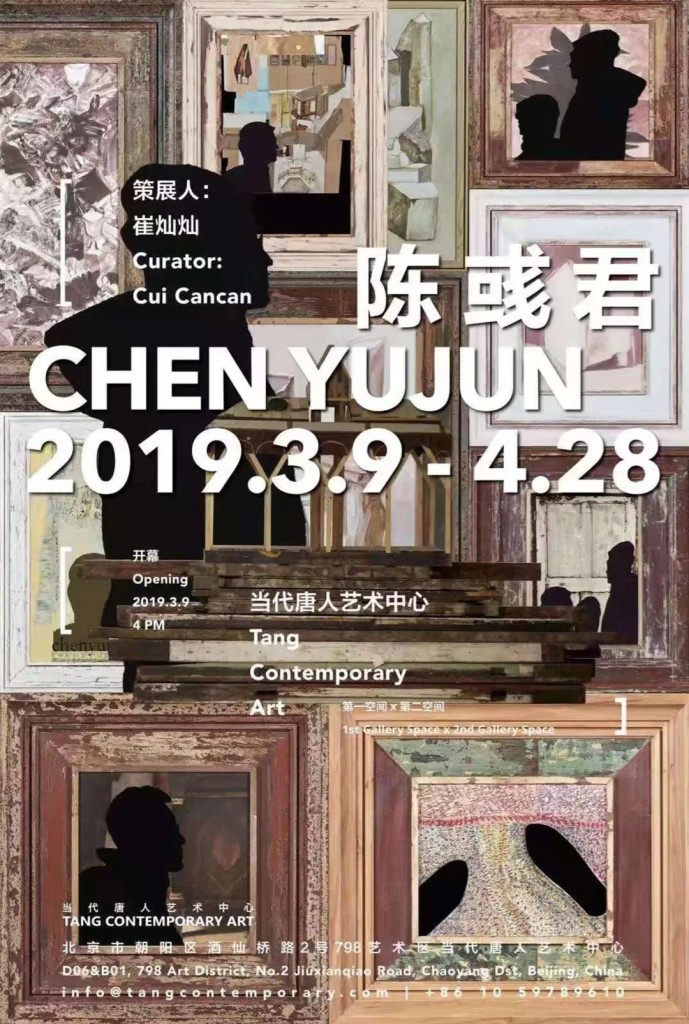 策展人：
崔灿灿
Curator:
Cui Cancan
陈彧君
CHEN YUJUN
2019.3.9 - 4.28
开幕
Opening
2019.3.9
4 PM
chenyu
当代唐人艺术中心
Tang
Contemporary
Art
第一空间 x 第二空间
1st Gallery Space x 2nd Gallery Space
当代唐人艺术中心
TANG CONTEMPORARY ART
北京市朝阳区酒仙桥路2号798艺术区当代唐人艺术中心
D06&B01, 798 Art District, No.2 Jiuxianqiao Road, Chaoyang Dst, Beijing, China
info@tangcontemporary.com | +86 10 59789610